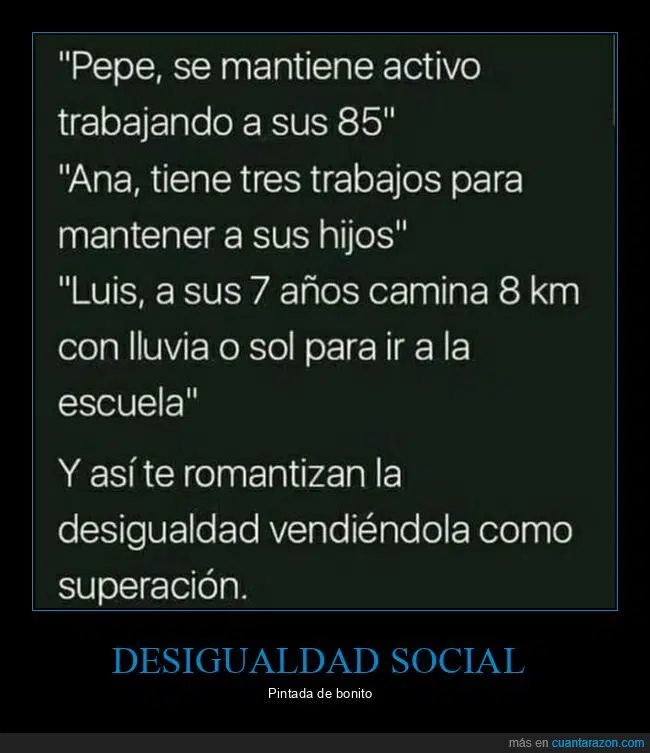 "Pepe, se mantiene activo
trabajando a sus 85"
"Ana, tiene tres trabajos para
mantener a sus hijos"
"Luis, a sus 7 años camina 8 km
con lluvia o sol para ir a la
escuela"
Y así te romantizan la
desigualdad vendiéndola como
superación.
DESIGUALDAD SOCIAL
Pintada de bonito
más en cuantarazon.com